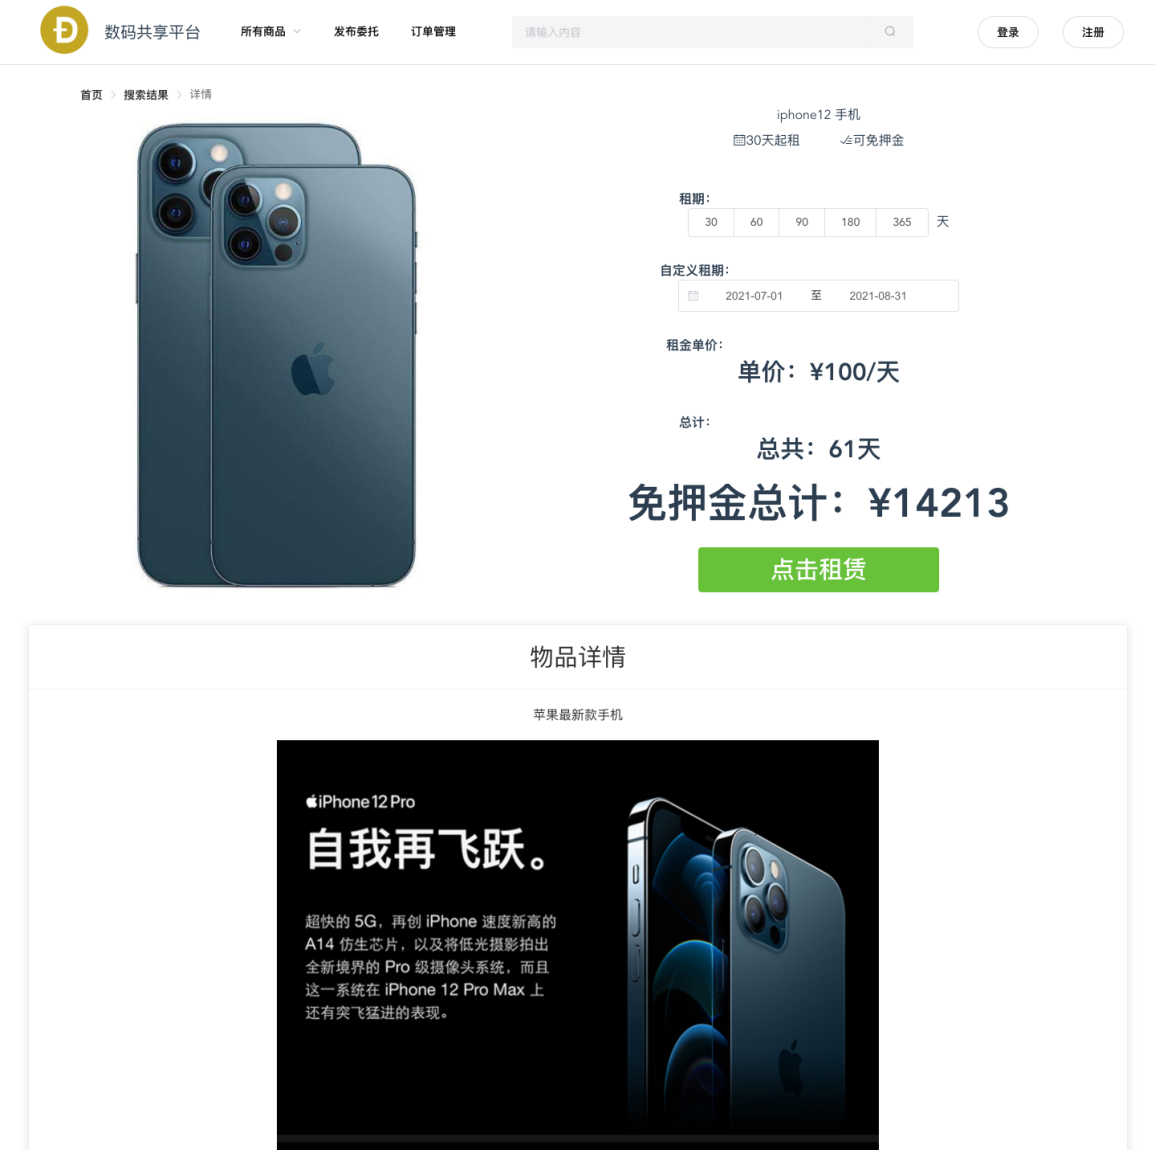 数码共享平台
所有商品
发布委托
订单管理
请输入内容
登录
注册
首页 搜索结果 详情
iphone12 手机
30天起租 可免押金
租期：
30 60 90 180 365 天
自定义租期：
2021-07-01 至 2021-08-31
租金单价：
单价：¥100/天
总计：
总共：61天
免押金总计：¥14213
点击租赁
物品详情
苹果最新款手机
iPhone 12 Pro
自我再飞跃。
超快的 5G，再创 iPhone 速度新高的
A14 仿生芯片，以及将低光摄影拍出
全新境界的 Pro 级摄像头系统，而且
这一系统在 iPhone 12 Pro Max 上
还有突飞猛进的表现。